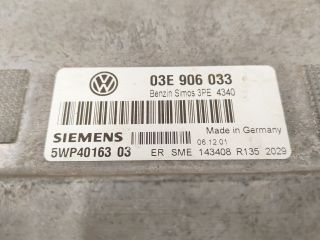 03E 906 033
Benzin Simos 3PE 4340
Made in Germany
SIEMENS
06.12.01
5WP40163 03
ER SME 143408 R135 2029